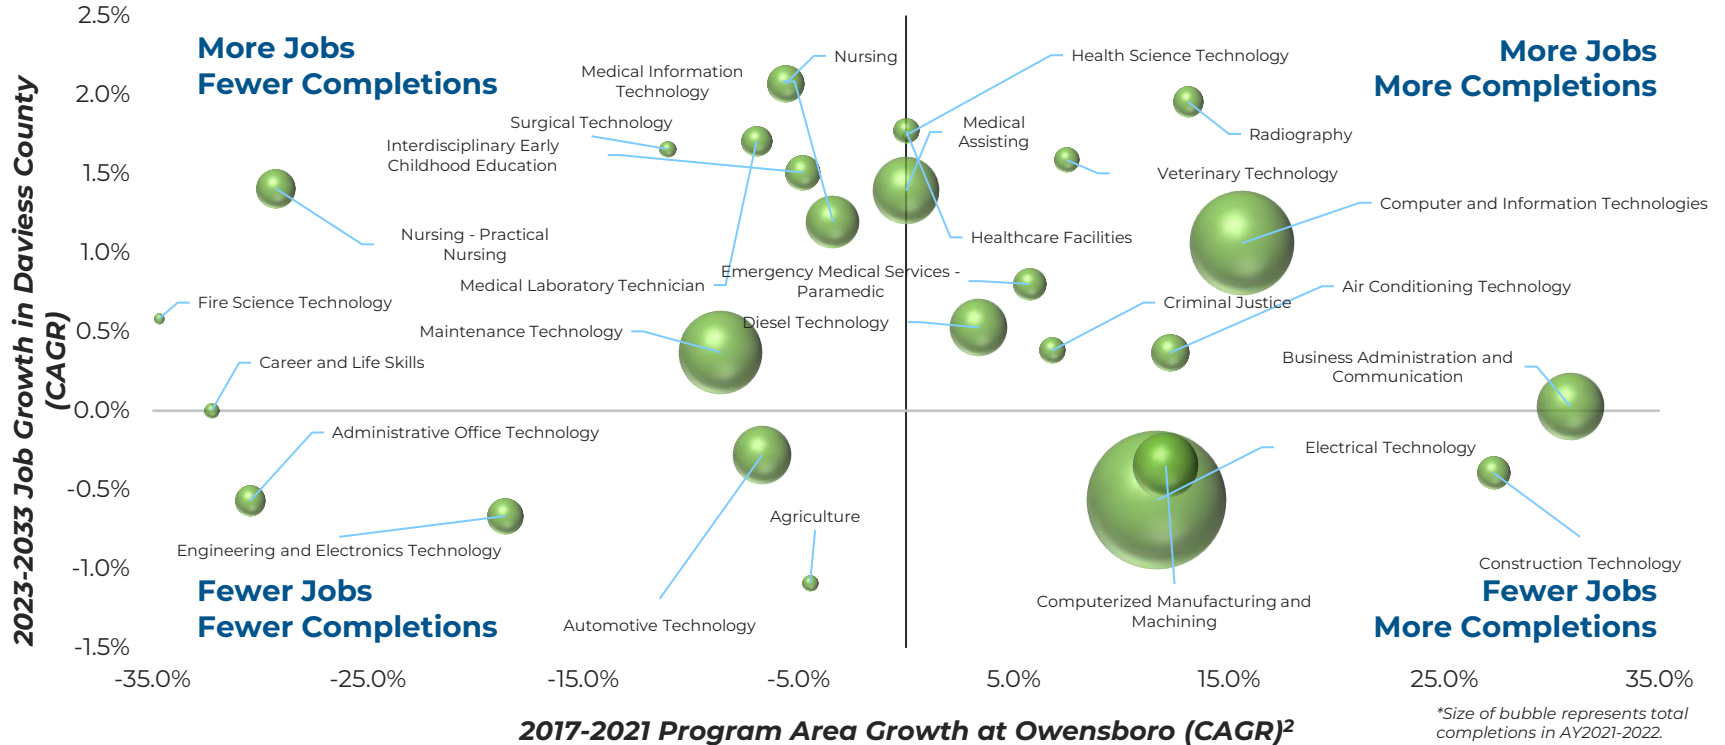 2.5%
2.0%
1.5%
1.0%
0.5%
0.0%
-0.5%
-1.0%
-1.5%
2023-2033 Job Growth in Daviess County
(CAGR)
More Jobs
Fewer Completions
More Jobs
More Completions
Medical Information
Technology
Nursing
Health Science Technology
Surgical Technology
Medical
Assisting
Radiography
Interdisciplinary Early
Childhood Education
Veterinary Technology
Computer and Information Technologies
Nursing - Practical
Nursing
Healthcare Facilities
Medical Laboratory Technician
Emergency Medical Services -
Paramedic
Air Conditioning Technology
Fire Science Technology
Criminal Justice
Maintenance Technology
Diesel Technology
Career and Life Skills
Business Administration and
Communication
Administrative Office Technology
Electrical Technology
Agriculture
Engineering and Electronics Technology
Construction Technology
Fewer Jobs
Fewer Completions
Automotive Technology
Computerized Manufacturing and
Machining
Fewer Jobs
More Completions
-35.0%
-25.0%
-15.0%
-5.0%
5.0%
15.0%
25.0%
35.0%
2017-2021 Program Area Growth at Owensboro (CAGR)²
*Size of bubble represents total
completions in AY2021-2022.